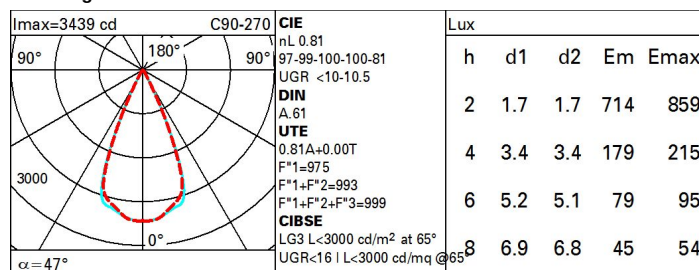 Imax=3439 cd C90-270
90° 180° 90°
3000
0°
α=47°
CIE
nL 0.81
97-99-100-100-81
UGR <10-10.5
DIN
A.61
UTE
0.81A+0.00T
F"1=975
F"1+F"2=993
F"1+F"2+F"3=999
CIBSE
LG3 L<3000 cd/m² at 65°
UGR<16 | L<3000 cd/mq @65°
Lux
h d1 d2 Em Emax
2 1.7 1.7 714 859
4 3.4 3.4 179 215
6 5.2 5.1 79 95
8 6.9 6.8 45 54